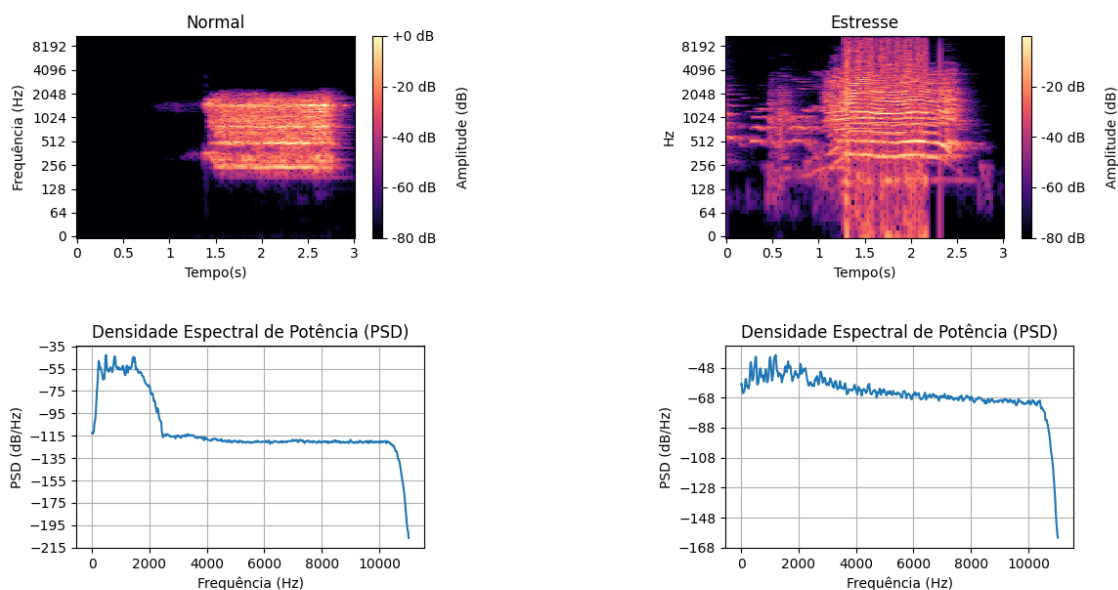 Normal
8192
4096
2048
1024
512
256
128
64
0
Frequência (Hz)
0 0.5 1 1.5 2 2.5 3
Tempo(s)
+0 dB
-20 dB
-40 dB
-60 dB
-80 dB
Amplitude (dB)
Estresse
8192
4096
2048
1024
512
256
128
64
0
Hz
0 0.5 1 1.5 2 2.5 3
Tempo(s)
-20 dB
-40 dB
-60 dB
-80 dB
Amplitude (dB)
Densidade Espectral de Potência (PSD)
−35
−55
−75
−95
−115
−135
−155
−175
−195
−215
PSD (dB/Hz)
0 2000 4000 6000 8000 10000
Frequência (Hz)
Densidade Espectral de Potência (PSD)
−48
−68
−88
−108
−128
−148
−168
PSD (dB/Hz)
0 2000 4000 6000 8000 10000
Frequência (Hz)